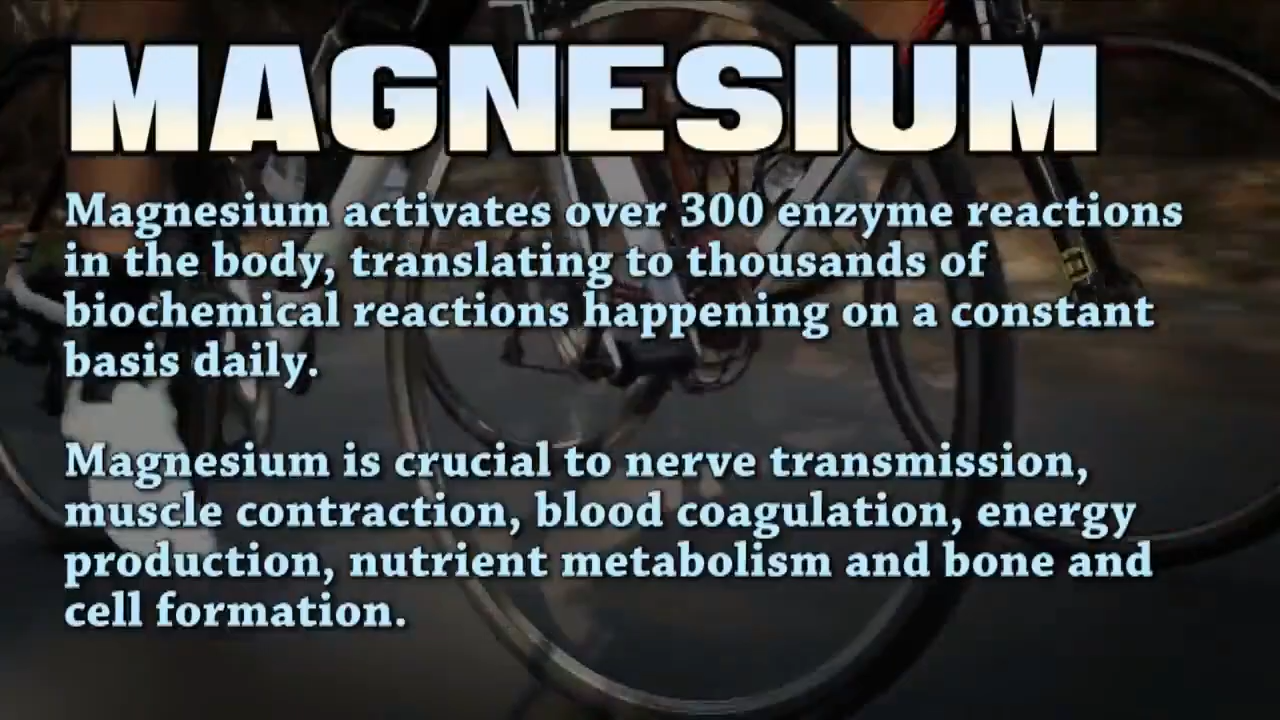 MAGNESIUM
Magnesium activates over 300 enzyme reactions
in the body, translating to thousands of
biochemical reactions happening on a constant
basis daily.
Magnesium is crucial to nerve transmission,
muscle contraction, blood coagulation, energy
production, nutrient metabolism and bone and
cell formation.